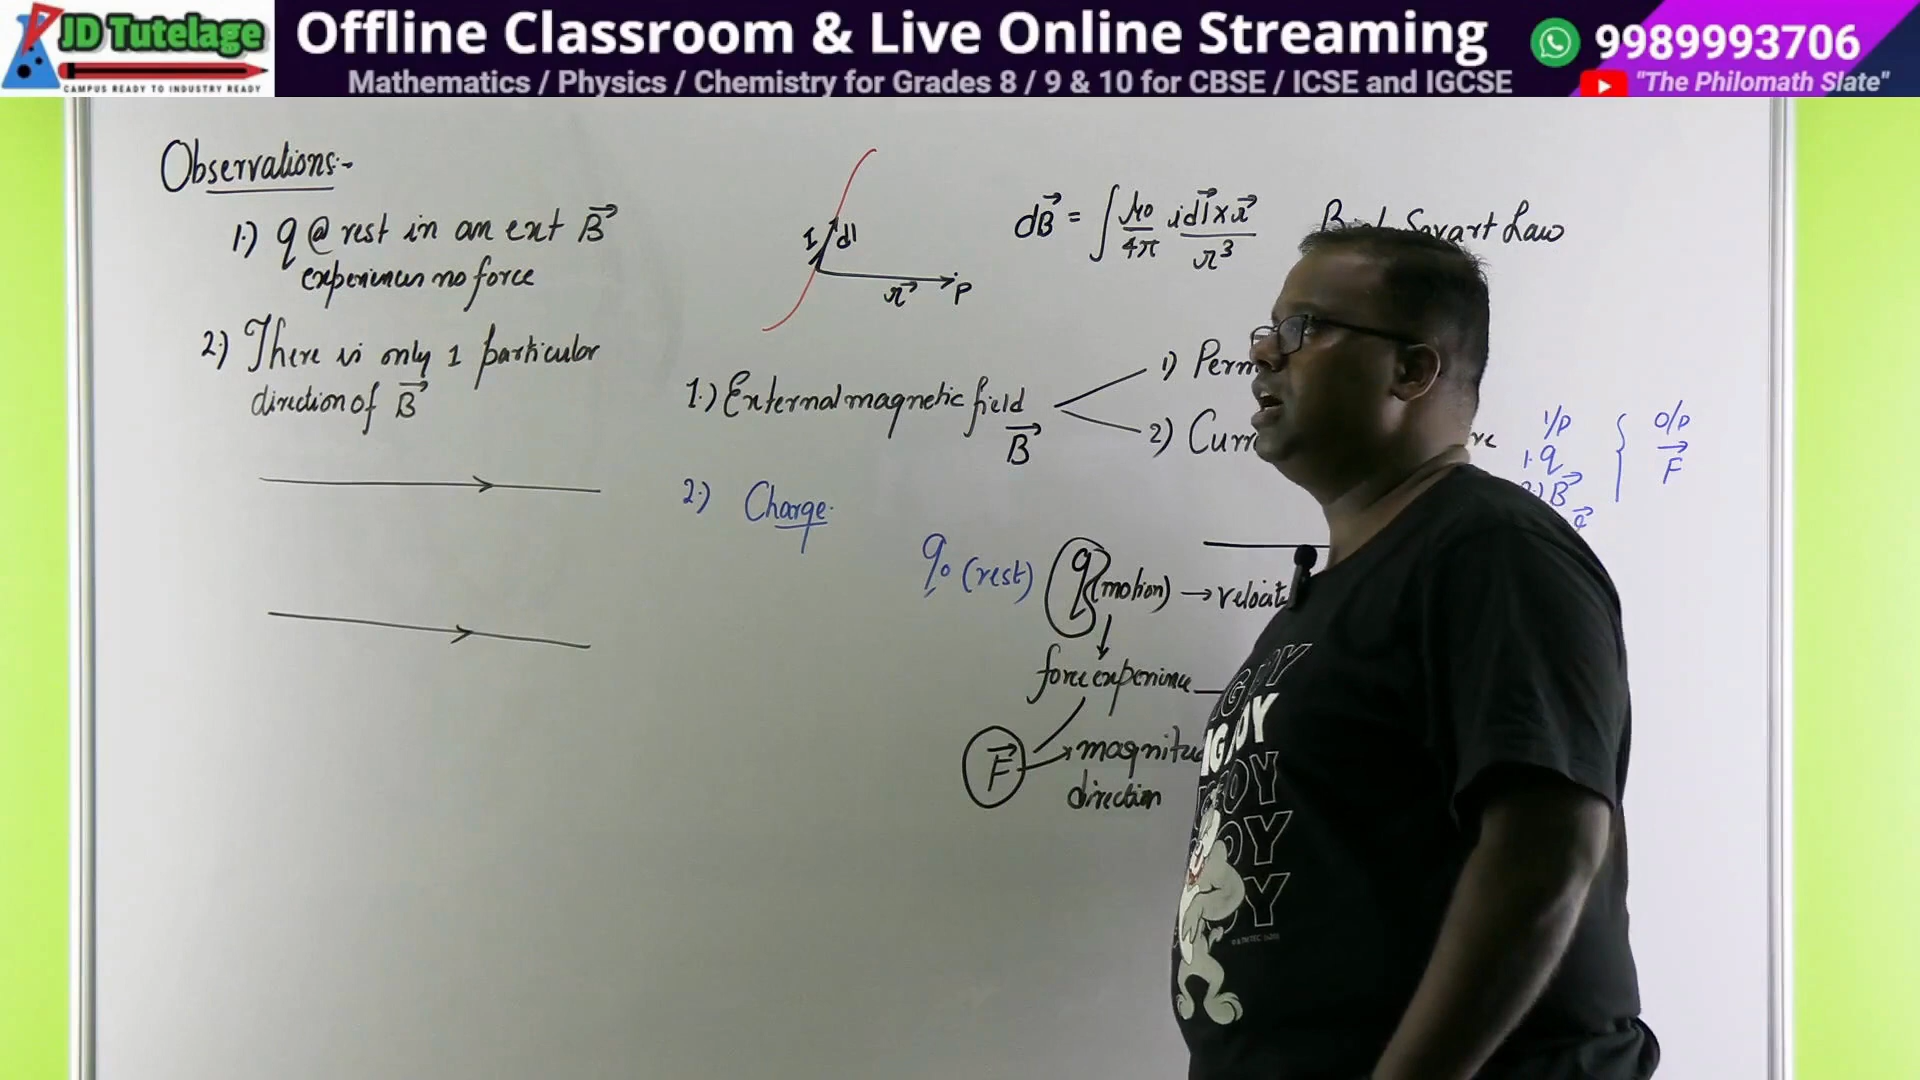 JD Tutelage
CAMPUS READY TO INDUSTRY READY
Offline Classroom & Live Online Streaming
Mathematics / Physics / Chemistry for Grades 8 / 9 & 10 for CBSE / ICSE and IGCSE
9989993706
"The Philomath Slate"
Observations:-
1.) q @ rest in an ext B⃗
experiences no force
2.) There is only 1 particular
direction of B⃗
I dl
r⃗ P
dB⃗ = ∫ μ0/4π i dl⃗ x r⃗ / r³
Savart Law
1.) External magnetic field
B⃗
1) Perm
2) Curr
I/P
1. q
2.) B⃗
O/P
F⃗
2.) Charge.
q0 (rest) q (motion) → velocit
force experience
F⃗ magnitu
direction